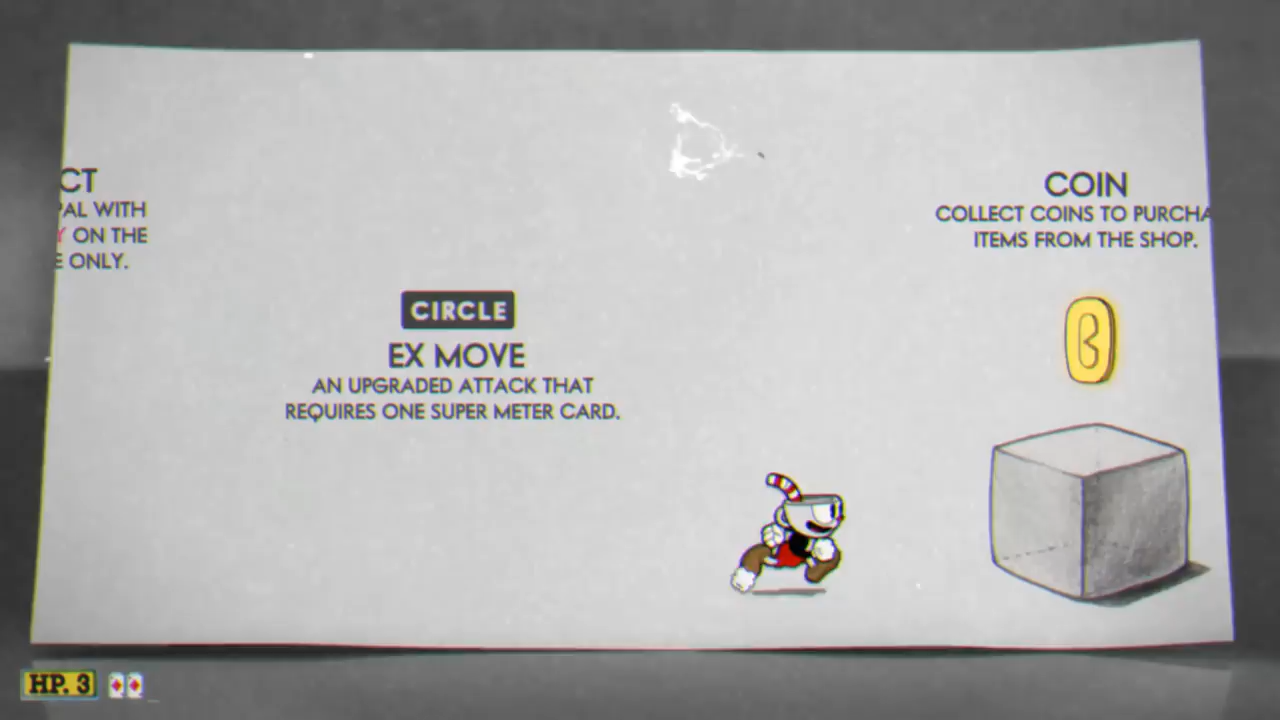 CT
PAL WITH
Y ON THE
E ONLY.
CIRCLE
EX MOVE
AN UPGRADED ATTACK THAT
REQUIRES ONE SUPER METER CARD.
COIN
COLLECT COINS TO PURCHA
ITEMS FROM THE SHOP.
HP. 3